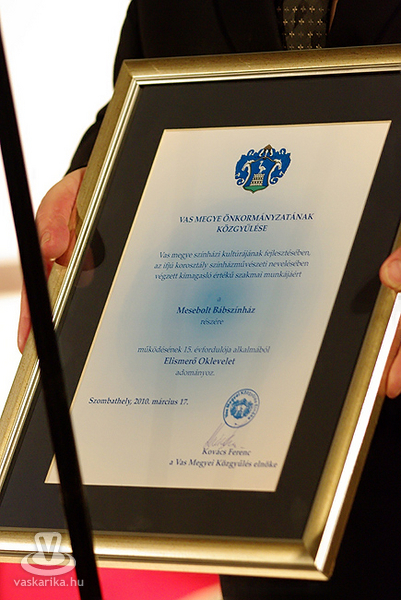 VAS MEGYE ÖNKORMÁNYZATÁNAK
KÖZGYŰLÉSE
Vas megye színházi kultúrájának fejlesztésében,
az ifjú korosztály színházművészeti nevelésében
végzett kimagasló értékű szakmai munkájáért
a
Mesebolt Bábszínház
részére
működésének 15. évfordulója alkalmából
Elismerő Oklevelet
adományoz.
Szombathely, 2010. március 17.
Kovács Ferenc
a Vas Megyei Közgyűlés elnöke
vaskarika.hu